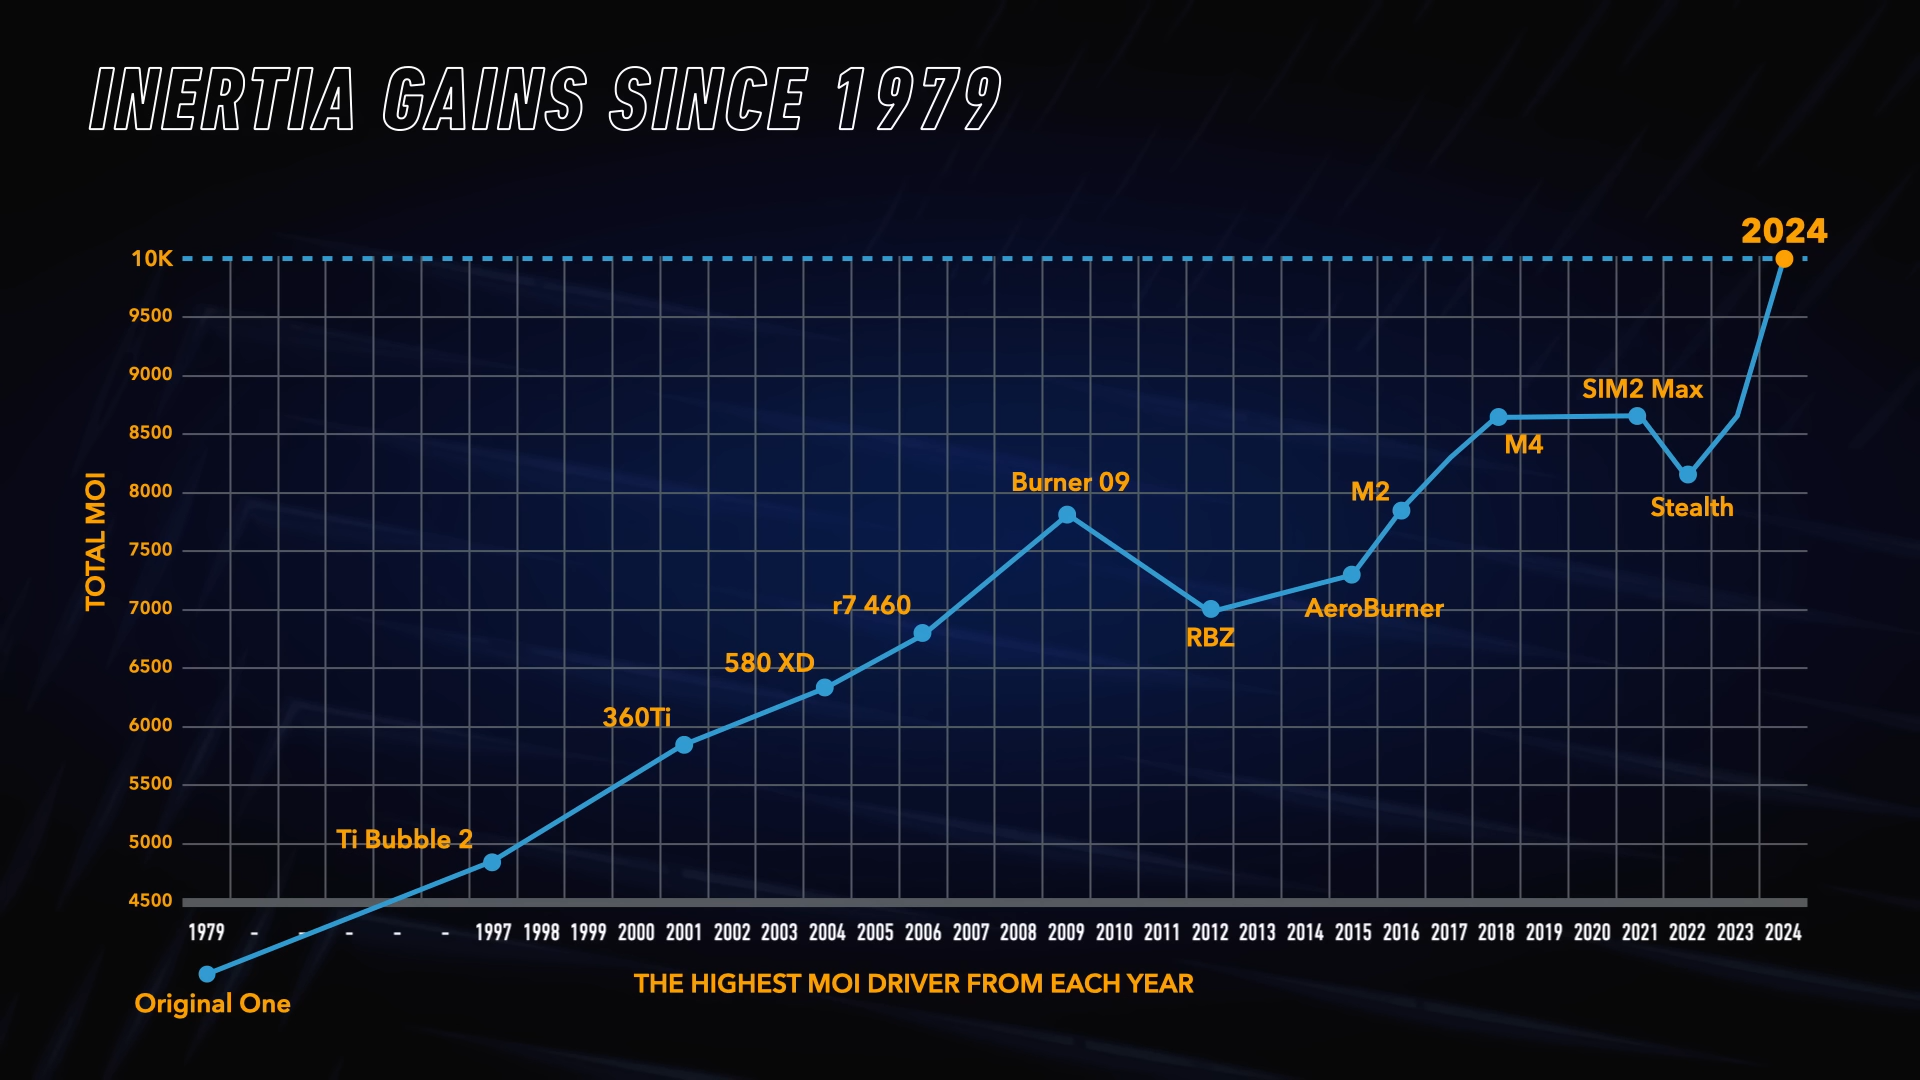 INERTIA GAINS SINCE 1979
2024
10K
9500
9000
SIM2 Max
8500
M4
TOTAL MOI
8000
Burner 09
M2
Stealth
7500
7000
r7 460
AeroBurner
RBZ
6500
580 XD
6000
360Ti
5500
5000
Ti Bubble 2
4500
1979 - - - - - 1997 1998 1999 2000 2001 2002 2003 2004 2005 2006 2007 2008 2009 2010 2011 2012 2013 2014 2015 2016 2017 2018 2019 2020 2021 2022 2023 2024
THE HIGHEST MOI DRIVER FROM EACH YEAR
Original One